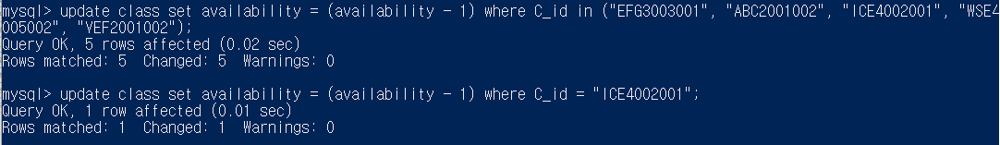 mysql> update class set availability = (availability - 1) where C_id in ("EFG3003001", "ABC2001002", "ICE4002001", "WSE4
005002", "VEF2001002");
Query OK, 5 rows affected (0.02 sec)
Rows matched: 5  Changed: 5  Warnings: 0
mysql> update class set availability = (availability - 1) where C_id = "ICE4002001";
Query OK, 1 row affected (0.01 sec)
Rows matched: 1  Changed: 1  Warnings: 0